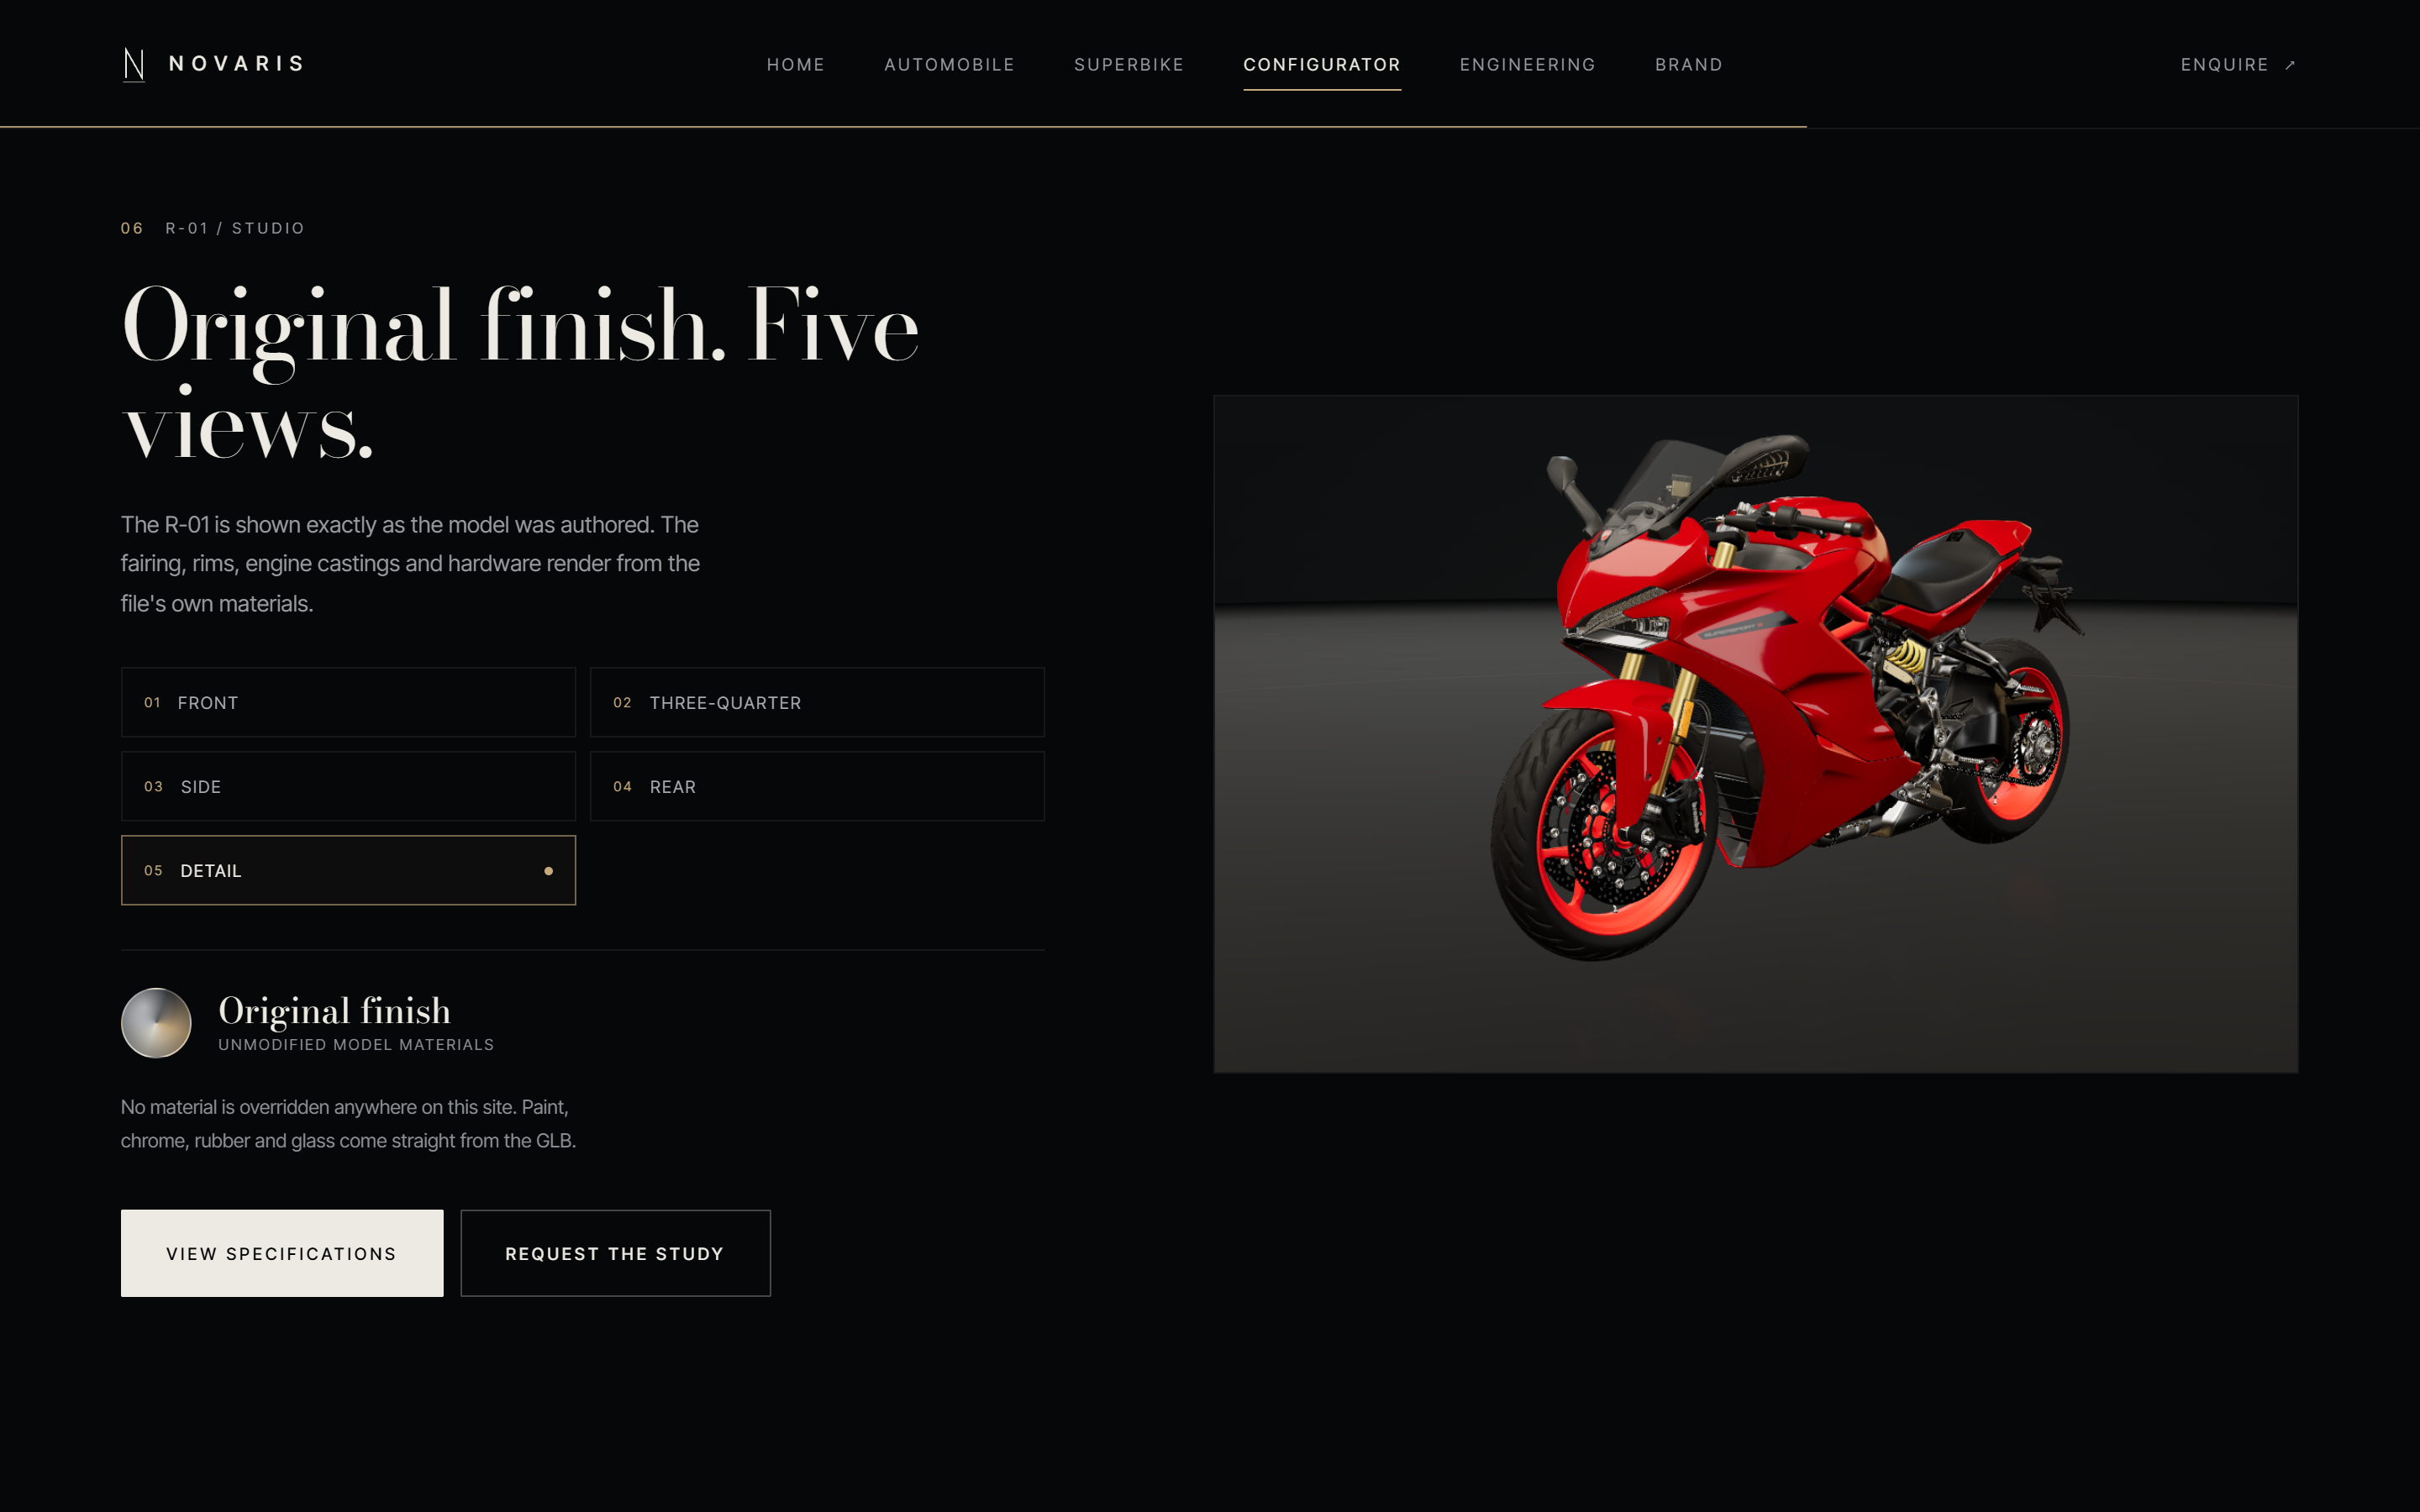 NOVARIS
HOME AUTOMOBILE SUPERBIKE CONFIGURATOR ENGINEERING BRAND
ENQUIRE ↗
06 R-01 / STUDIO
Original finish. Five
views.
The R-01 is shown exactly as the model was authored. The
fairing, rims, engine castings and hardware render from the
file's own materials.
01 FRONT
02 THREE-QUARTER
03 SIDE
04 REAR
05 DETAIL
Original finish
UNMODIFIED MODEL MATERIALS
No material is overridden anywhere on this site. Paint,
chrome, rubber and glass come straight from the GLB.
VIEW SPECIFICATIONS
REQUEST THE STUDY
SUPERSPORT